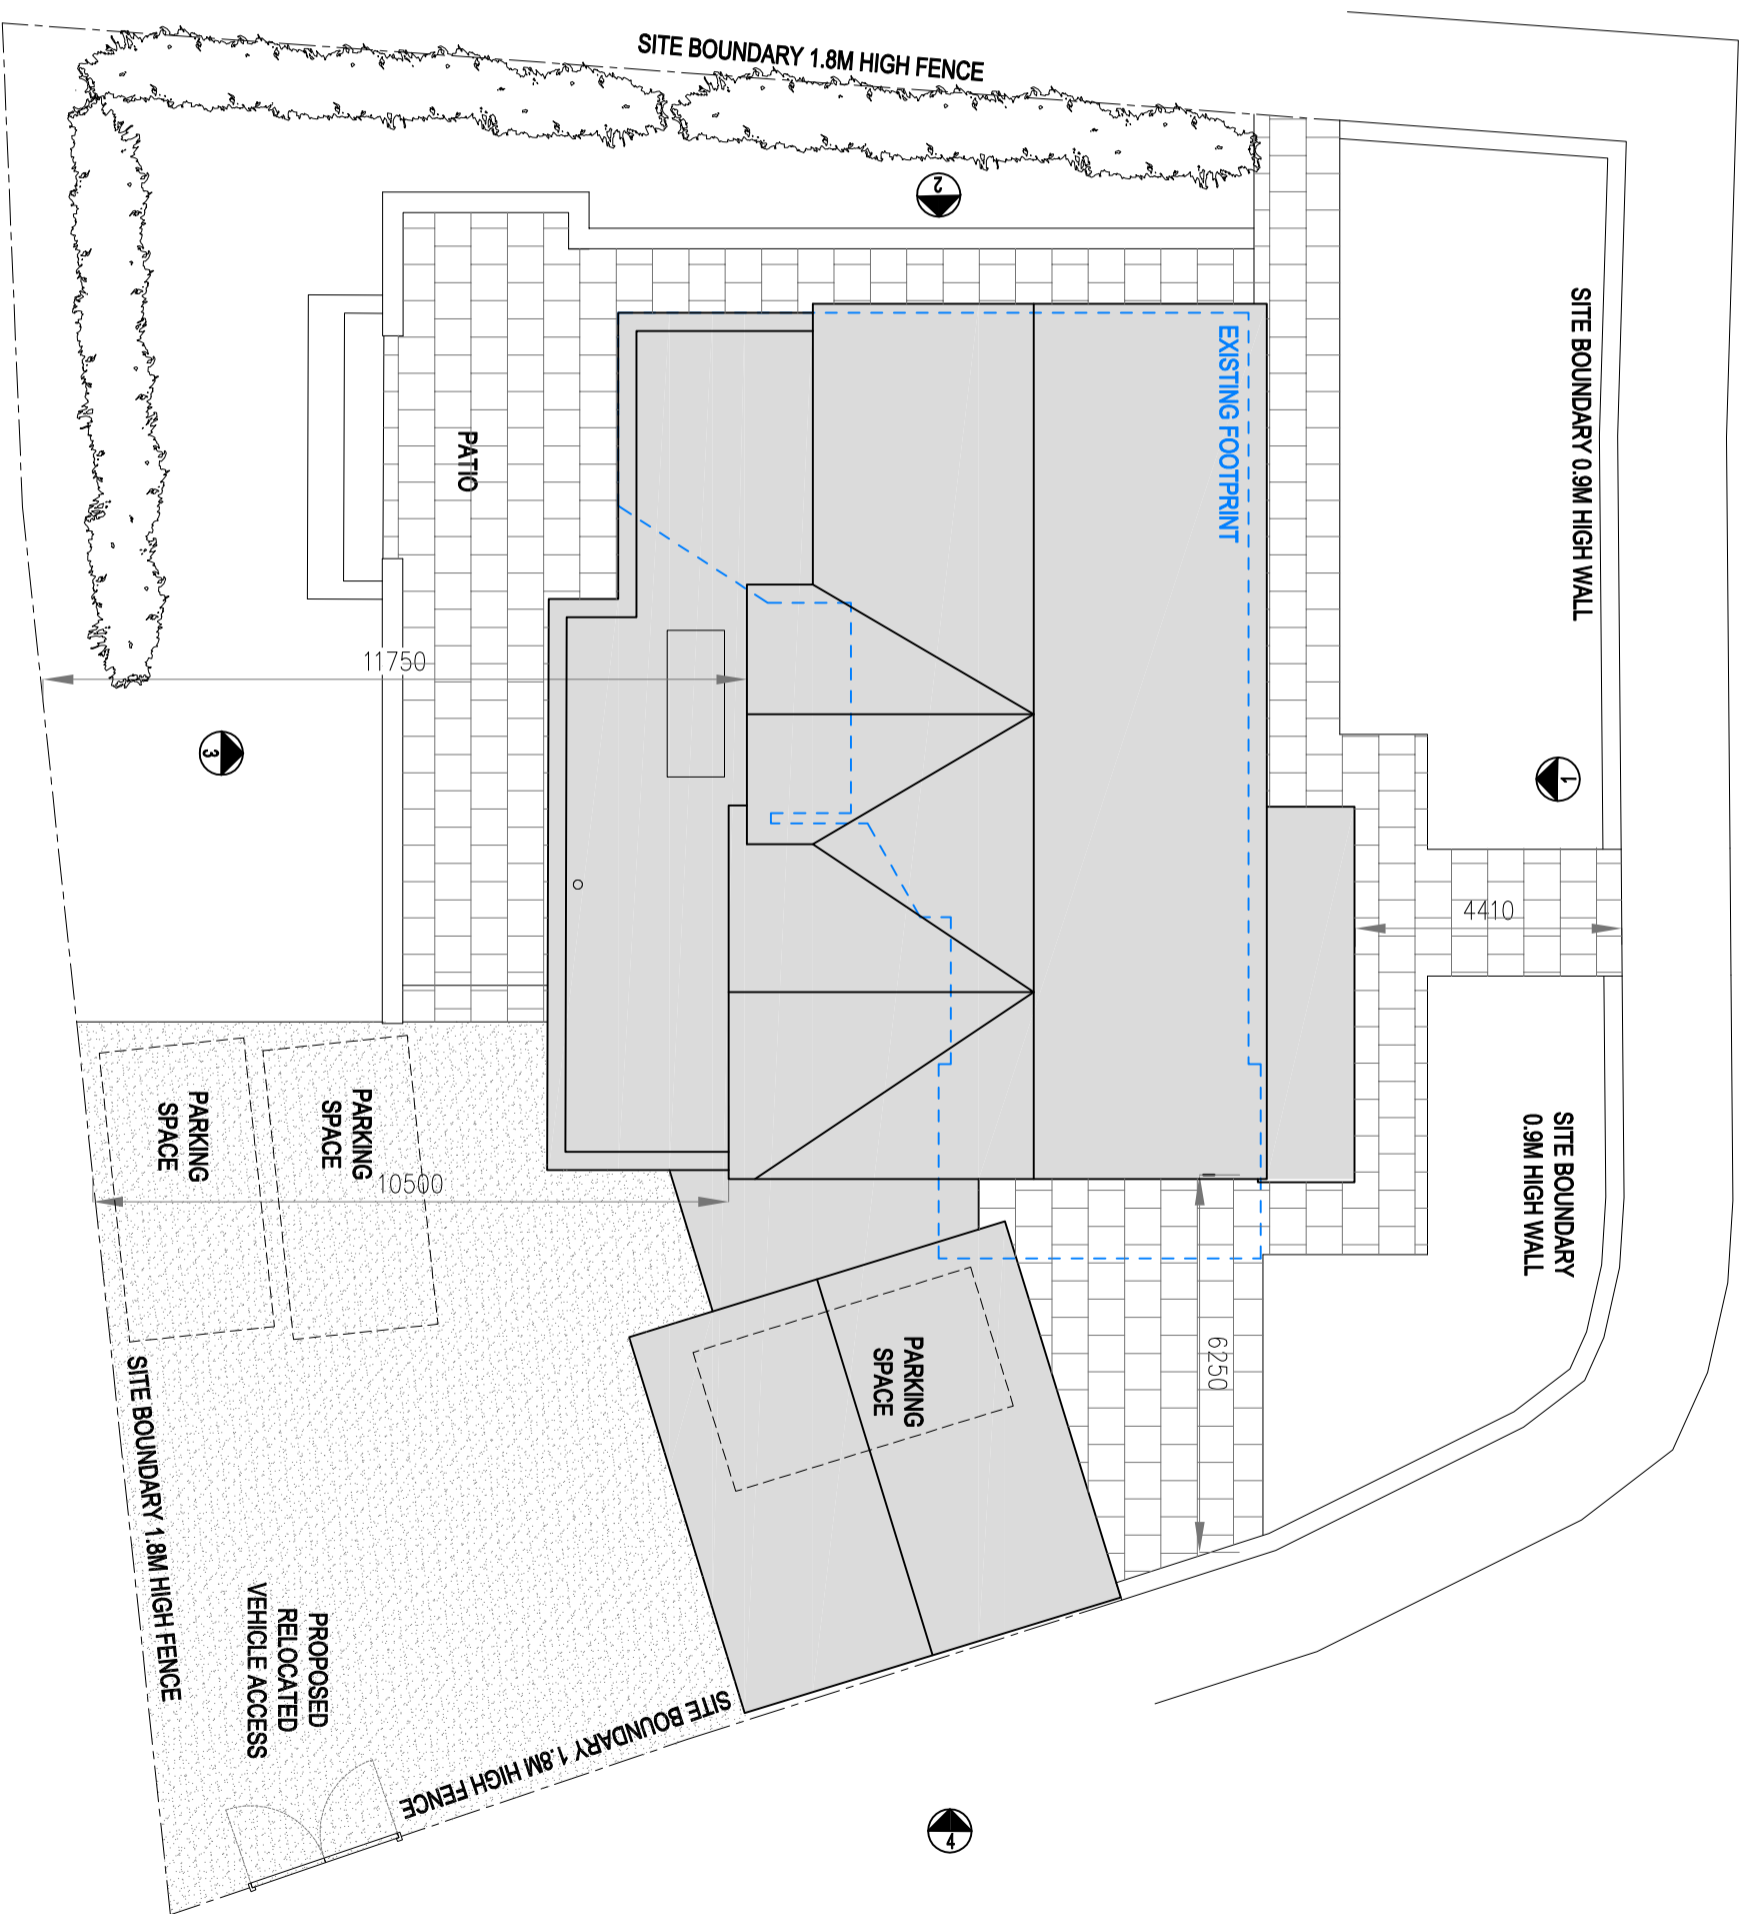 SITE BOUNDARY 1.8M HIGH FENCE
2
SITE BOUNDARY 0.9M HIGH WALL
EXISTING FOOTPRINT
PATIO
11750
3
1
4410
PARKING
SPACE
PARKING
SPACE
10500
SITE BOUNDARY
0.9M HIGH WALL
6250
PARKING
SPACE
SITE BOUNDARY 1.8M HIGH FENCE
PROPOSED
RELOCATED
VEHICLE ACCESS
SITE BOUNDARY 1.8M HIGH FENCE
4